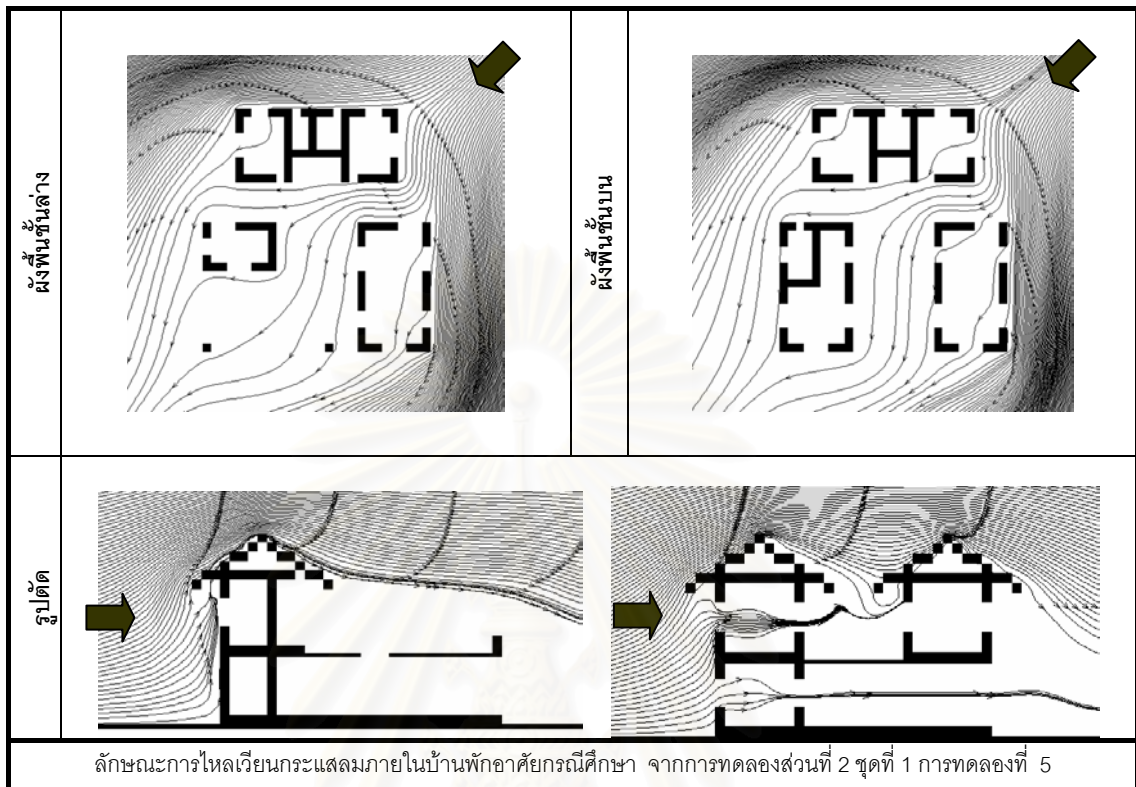 ผังพื้นชั้นล่าง
ผังพื้นชั้นบน
รูปตัด
ลักษณะการไหลเวียนกระแสลมภายในบ้านพักอาศัยกรณีศึกษา จากการทดลองส่วนที่ 2 ชุดที่ 1 การทดลองที่ 5